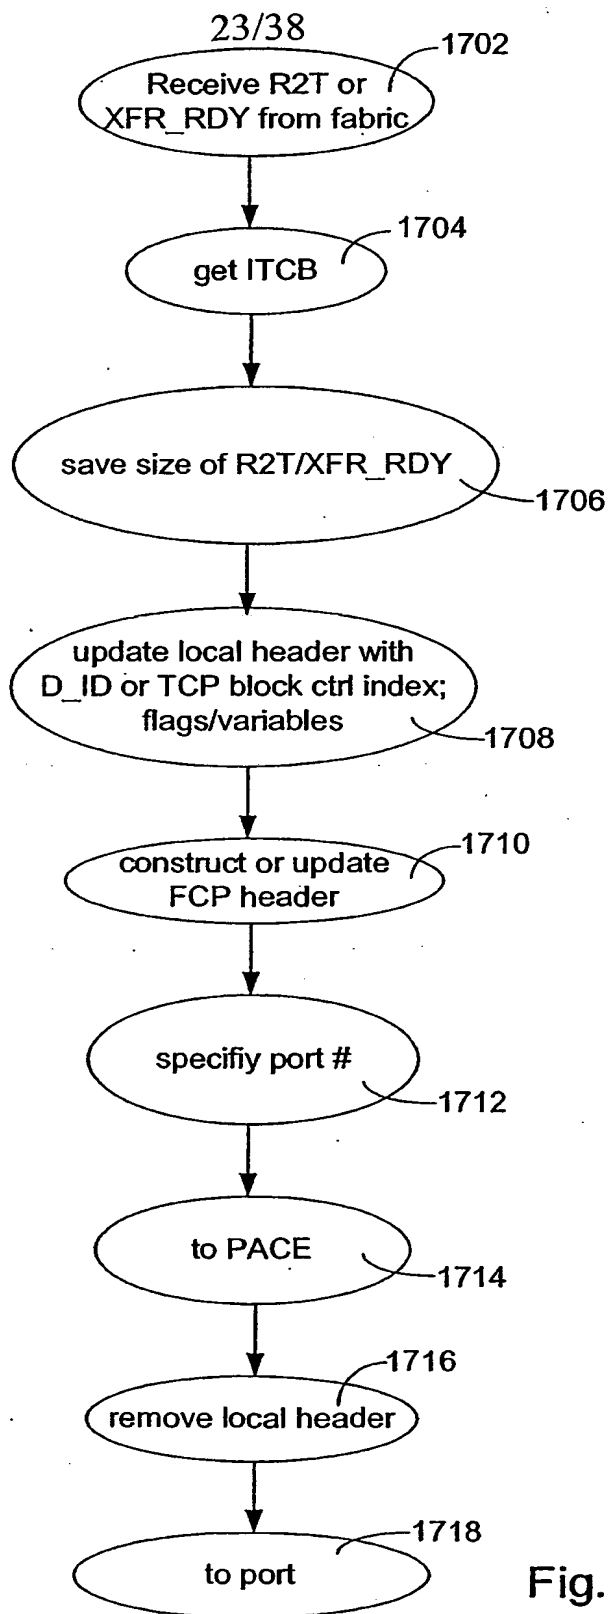 23/38
1702
Receive R2T or
XFR_RDY from fabric
1704
get ITCB
save size of R2T/XFR_RDY
1706
update local header with
D_ID or TCP block ctrl index;
flags/variables
1708
1710
construct or update
FCP header
specifiy port #
1712
to PACE
1714
1716
remove local header
1718
to port
Fig.